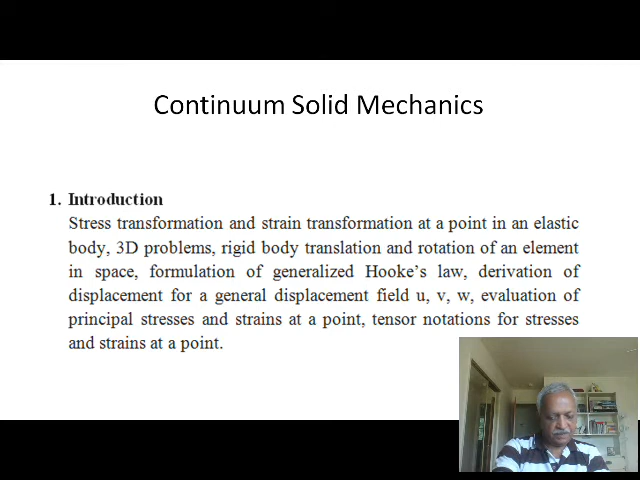 Continuum Solid Mechanics
1. Introduction
Stress transformation and strain transformation at a point in an elastic
body, 3D problems, rigid body translation and rotation of an element
in space, formulation of generalized Hooke's law, derivation of
displacement for a general displacement field u, v, w, evaluation of
principal stresses and strains at a point, tensor notations for stresses
and strains at a point.